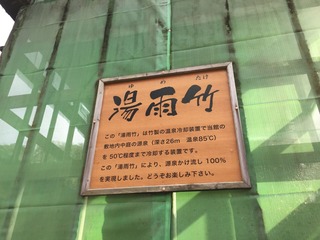 ゆ め たけ
湯雨竹
この「湯雨竹」は竹製の温泉冷却装置で当館の
敷地内中庭の源泉（深さ26m 温泉85℃）
を50℃程度まで冷却する装置です。
この「湯雨竹」により、源泉かけ流し100%
を実現しました。どうぞお楽しみ下さい。